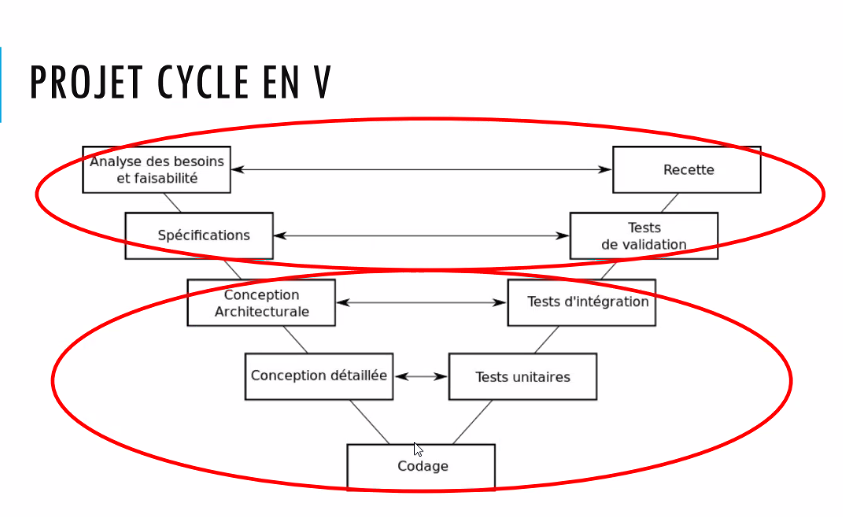 PROJET CYCLE EN V
Analyse des besoins
et faisabilité
Recette
Spécifications
Tests
de validation
Conception
Architecturale
Tests d'intégration
Conception détaillée
Tests unitaires
Codage